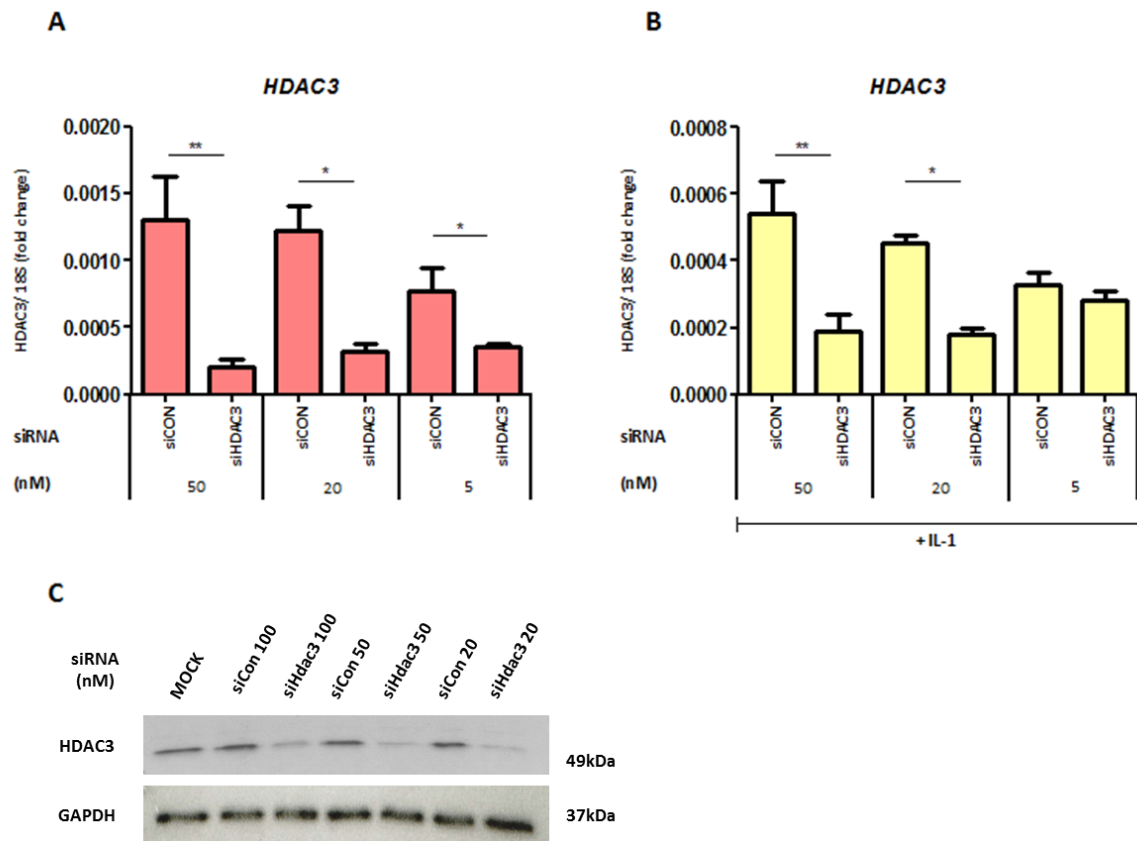 A
HDAC3
HDAC3/ 18S (fold change)
0.0020
0.0015
0.0010
0.0005
0.0000
** * *
siRNA
siCON siHDAC3 siCON siHDAC3 siCON siHDAC3
(nM)
50 20 5
B
HDAC3
HDAC3/ 18S (fold change)
0.0008
0.0006
0.0004
0.0002
0.0000
** *
siRNA
siCON siHDAC3 siCON siHDAC3 siCON siHDAC3
(nM)
50 20 5
+ IL-1
C
siRNA
(nM)
MOCK siCon 100 siHdac3 100 siCon 50 siHdac3 50 siCon 20 siHdac3 20
HDAC3 49kDa
GAPDH 37kDa